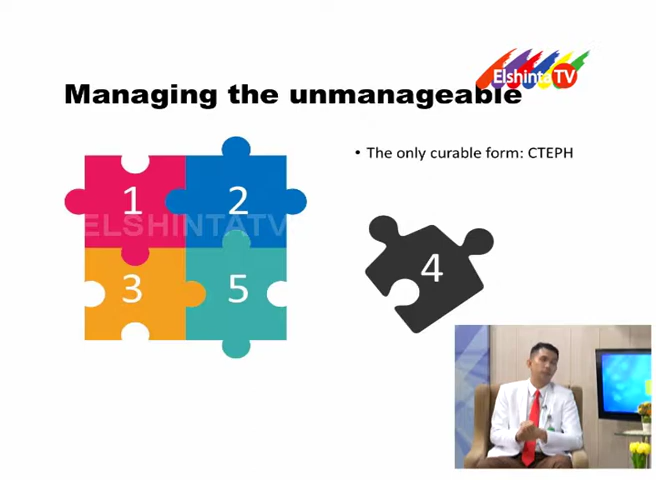 Elshinta TV
Managing the unmanageable
• The only curable form: CTEPH
1
2
ELSHINTATV
3
5
4